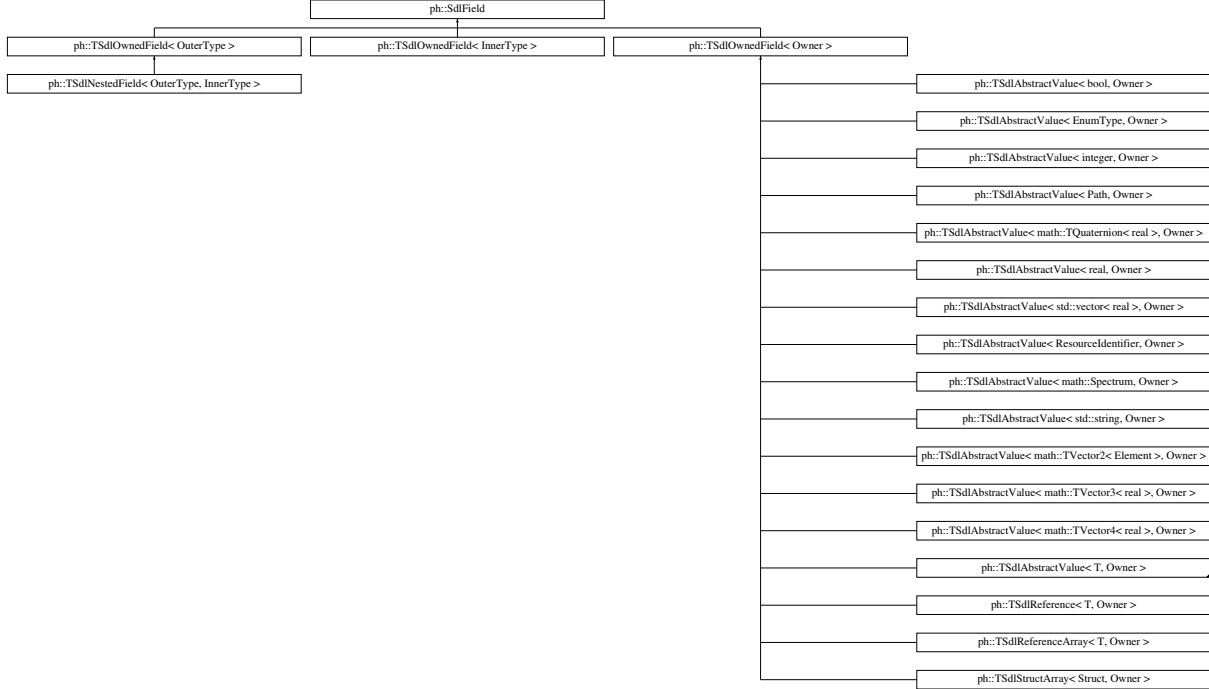 ph::SdlField
ph::TSdlOwnedField< OuterType >
ph::TSdlOwnedField< InnerType >
ph::TSdlOwnedField< Owner >
ph::TSdlNestedField< OuterType, InnerType >
ph::TSdlAbstractValue< bool, Owner >
ph::TSdlAbstractValue< EnumType, Owner >
ph::TSdlAbstractValue< integer, Owner >
ph::TSdlAbstractValue< Path, Owner >
ph::TSdlAbstractValue< math::TQuaternion< real >, Owner >
ph::TSdlAbstractValue< real, Owner >
ph::TSdlAbstractValue< std::vector< real >, Owner >
ph::TSdlAbstractValue< ResourceIdentifier, Owner >
ph::TSdlAbstractValue< math::Spectrum, Owner >
ph::TSdlAbstractValue< std::string, Owner >
ph::TSdlAbstractValue< math::TVector2< Element >, Owner >
ph::TSdlAbstractValue< math::TVector3< real >, Owner >
ph::TSdlAbstractValue< math::TVector4< real >, Owner >
ph::TSdlAbstractValue< T, Owner >
ph::TSdlReference< T, Owner >
ph::TSdlReferenceArray< T, Owner >
ph::TSdlStructArray< Struct, Owner >